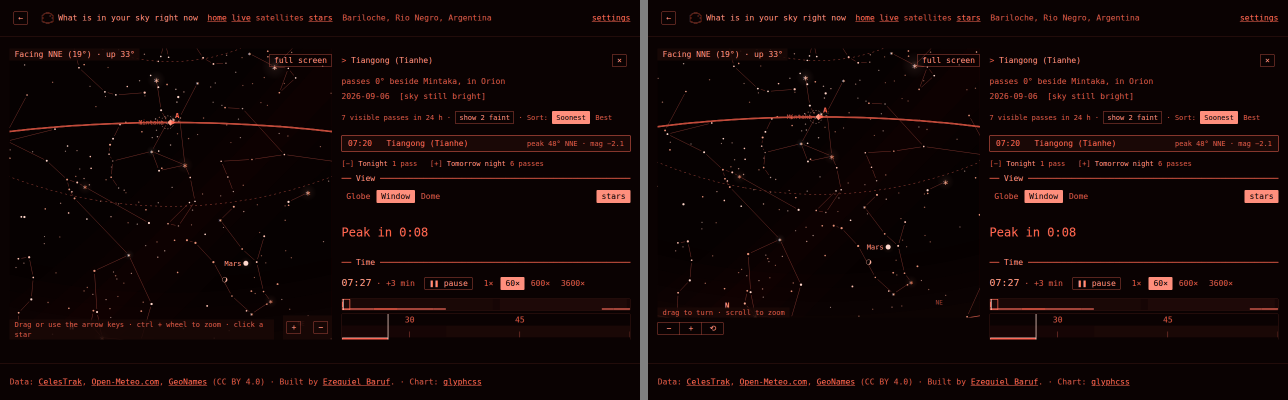 ← What is in your sky right now home live satellites stars Bariloche, Rio Negro, Argentina settings
Facing NNE (19°) · up 33°
full screen
Mintaka
A
Mars
Drag or use the arrow keys · ctrl + wheel to zoom · click a
star
+ −
> Tiangong (Tianhe) ×
passes 0° beside Mintaka, in Orion
2026-09-06 [sky still bright]
7 visible passes in 24 h · show 2 faint · Sort: Soonest Best
07:20 Tiangong (Tianhe) peak 48° NNE · mag −2.1
[−] Tonight 1 pass [+] Tomorrow night 6 passes
View
Globe Window Dome stars
Peak in 0:08
Time
07:27 · +3 min ❚❚ pause 1× 60× 600× 3600×
30 45
Data: CelesTrak, Open-Meteo.com, GeoNames (CC BY 4.0) · Built by Ezequiel Baruf. · Chart: glyphcss
← What is in your sky right now home live satellites stars Bariloche, Rio Negro, Argentina settings
Facing NNE (19°) · up 33°
full screen
Mintaka
A
Mars
N
NE
drag to turn · scroll to zoom
− + ⟲
> Tiangong (Tianhe) ×
passes 0° beside Mintaka, in Orion
2026-09-06 [sky still bright]
7 visible passes in 24 h · show 2 faint · Sort: Soonest Best
07:20 Tiangong (Tianhe) peak 48° NNE · mag −2.1
[−] Tonight 1 pass [+] Tomorrow night 6 passes
View
Globe Window Dome stars
Peak in 0:08
Time
07:27 · +3 min ❚❚ pause 1× 60× 600× 3600×
30 45
Data: CelesTrak, Open-Meteo.com, GeoNames (CC BY 4.0) · Built by Ezequiel Baruf. · Chart: glyphcss